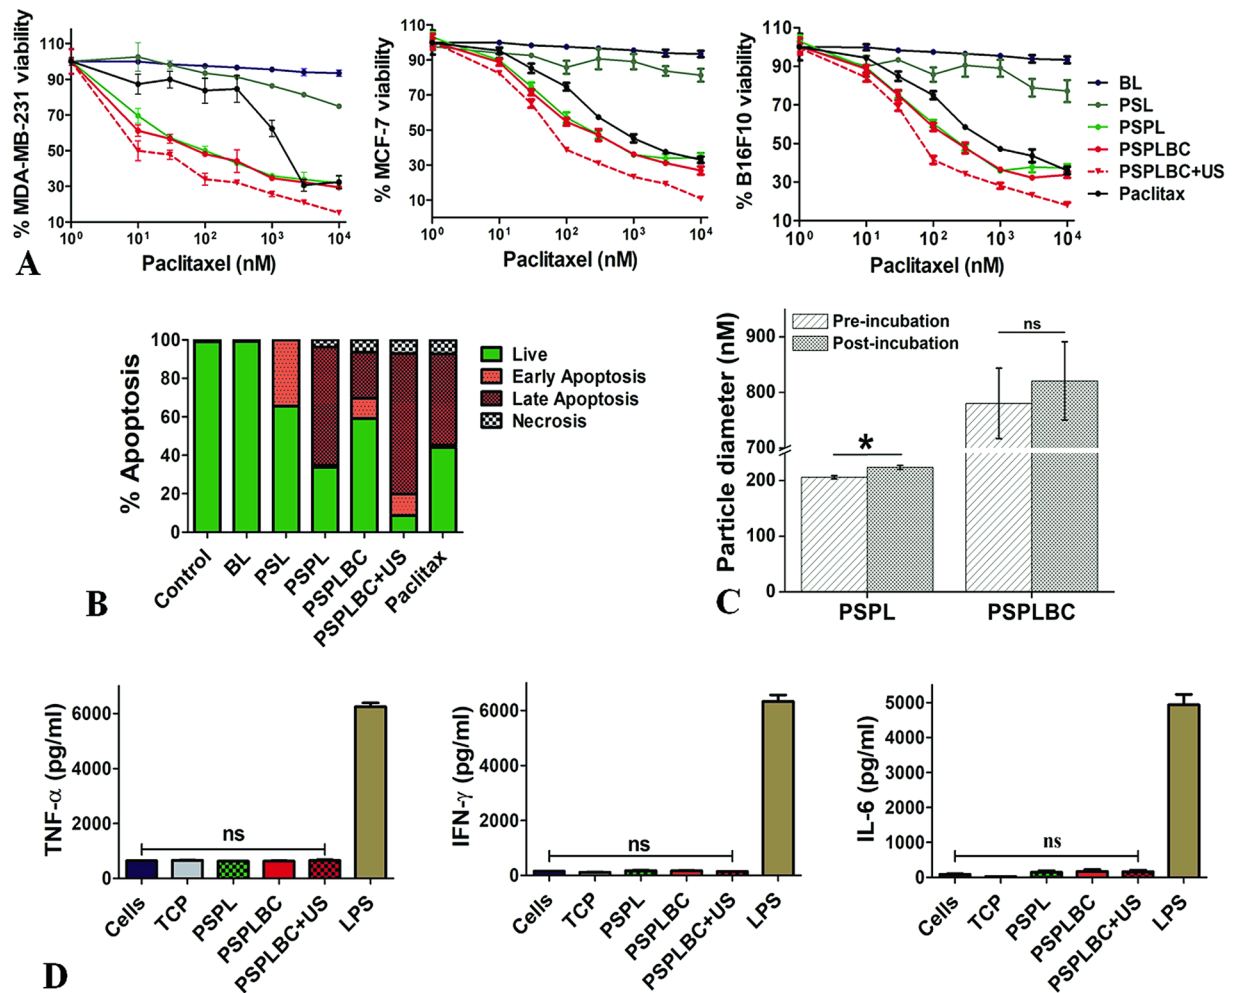 % MDA-MB-231 viability
110
90
70
50
30
10
10⁰ 10¹ 10² 10³ 10⁴
Paclitaxel (nM)
% MCF-7 viability
110
90
70
50
30
10
10⁰ 10¹ 10² 10³ 10⁴
Paclitaxel (nM)
% B16F10 viability
110
90
70
50
30
10
10⁰ 10¹ 10² 10³ 10⁴
Paclitaxel (nM)
BL
PSL
PSPL
PSPLBC
PSPLBC+US
Paclitax
A
% Apoptosis
100
80
60
40
20
0
Control BL PSL PSPL PSPLBC PSPLBC+US Paclitax
Live
Early Apoptosis
Late Apoptosis
Necrosis
B
Particle diameter (nM)
900
800
700
200
100
0
Pre-incubation
Post-incubation
*
ns
PSPL PSPLBC
C
TNF-α (pg/ml)
6000
4000
2000
0
ns
Cells TCP PSPL PSPLBC PSPLBC+US LPS
IFN-γ (pg/ml)
6000
4000
2000
0
ns
Cells TCP PSPL PSPLBC PSPLBC+US LPS
IL-6 (pg/ml)
5000
4000
3000
2000
1000
0
ns
Cells TCP PSPL PSPLBC PSPLBC+US LPS
D